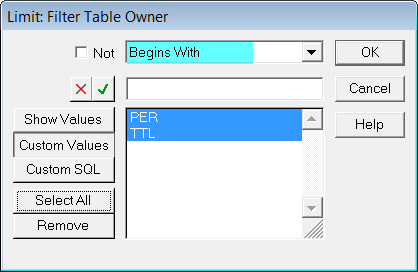 Limit: Filter Table Owner
Not
Begins With
OK
Cancel
Show Values
PER
Help
TTL
Custom Values
Custom SQL
Select All
Remove